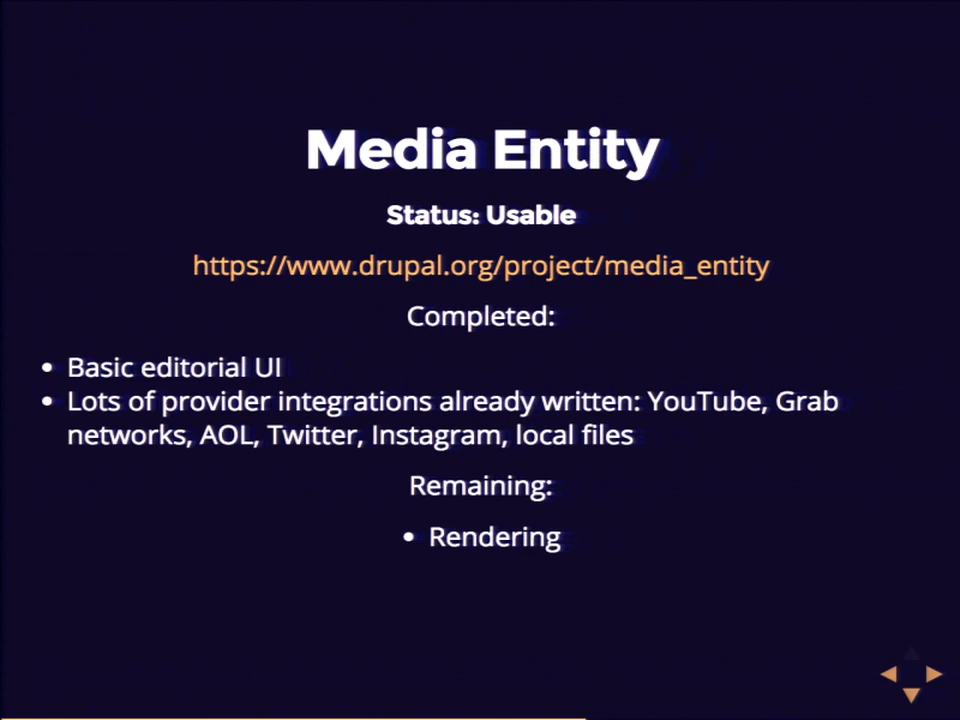 Media Entity
Status: Usable
https://www.drupal.org/project/media_entity
Completed:
• Basic editorial UI
• Lots of provider integrations already written: YouTube, Grab
networks, AOL, Twitter, Instagram, local files
Remaining:
• Rendering